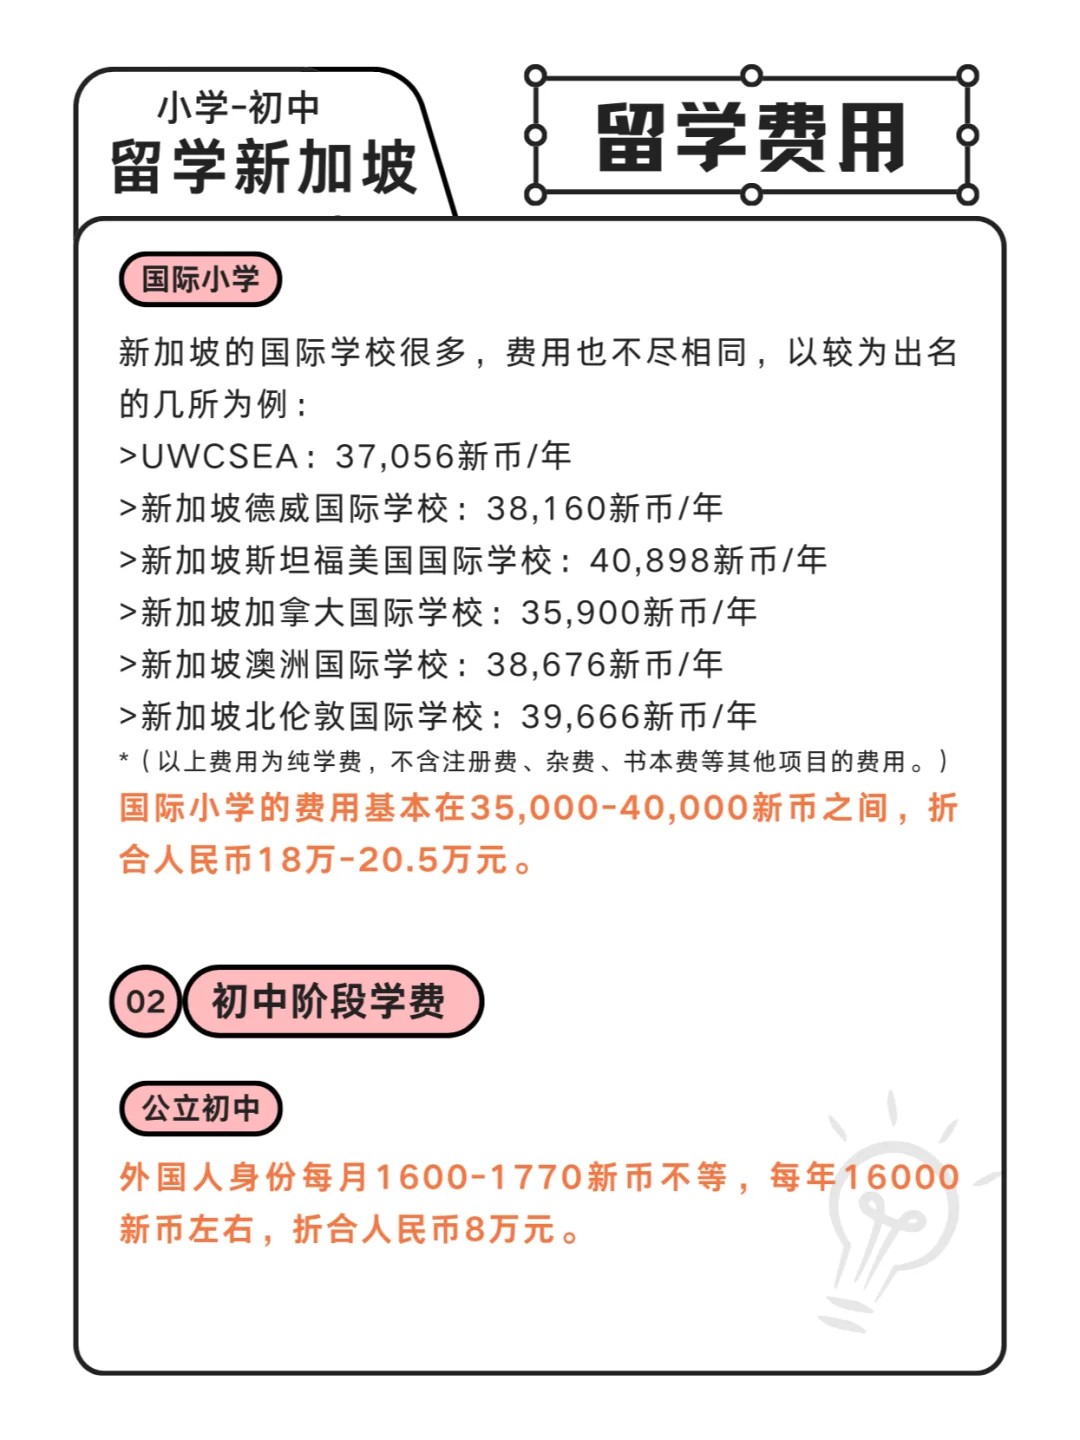 小学-初中
留学新加坡
留学费用
国际小学
新加坡的国际学校很多，费用也不尽相同，以较为出名
的几所为例：
>UWCSEA：37,056新币/年
>新加坡德威国际学校：38,160新币/年
>新加坡斯坦福美国国际学校：40,898新币/年
>新加坡加拿大国际学校：35,900新币/年
>新加坡澳洲国际学校：38,676新币/年
>新加坡北伦敦国际学校：39,666新币/年
*（以上费用为纯学费，不含注册费、杂费、书本费等其他项目的费用。）
国际小学的费用基本在35,000-40,000新币之间，折
合人民币18万-20.5万元。
02 初中阶段学费
公立初中
外国人身份每月1600-1770新币不等，每年16000
新币左右，折合人民币8万元。